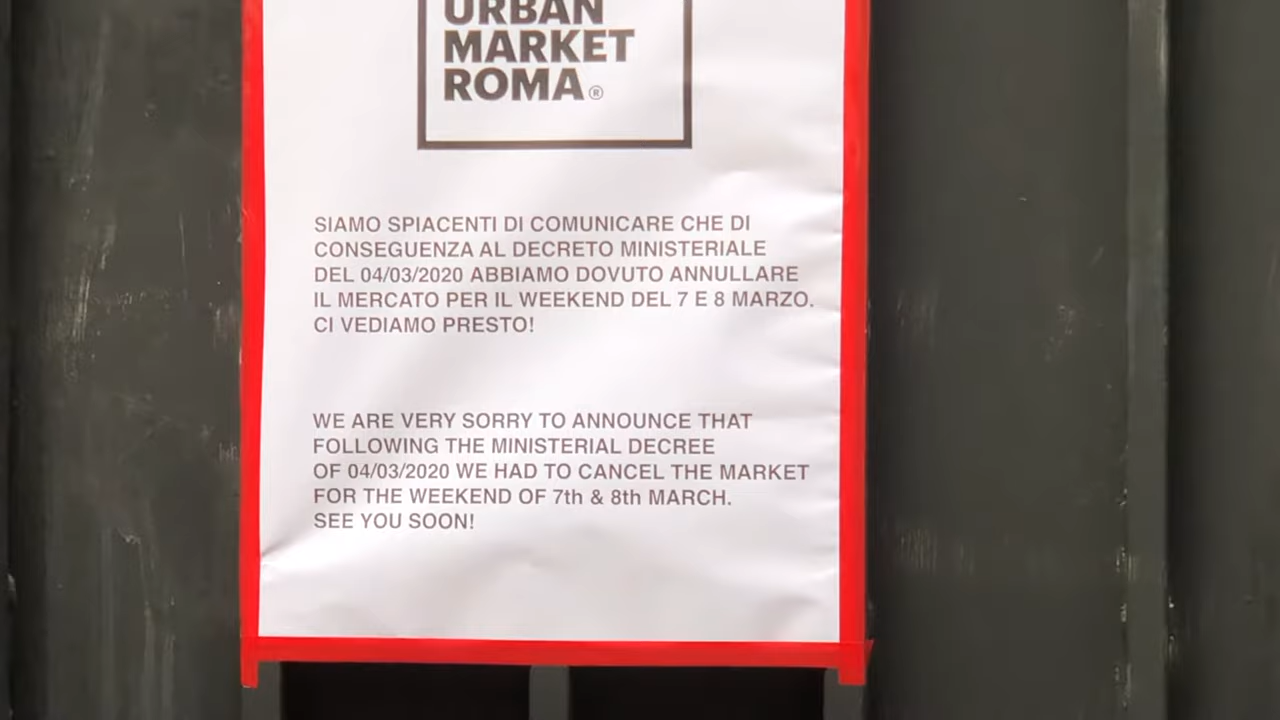 URBAN
MARKET
ROMA®
SIAMO SPIACENTI DI COMUNICARE CHE DI
CONSEGUENZA AL DECRETO MINISTERIALE
DEL 04/03/2020 ABBIAMO DOVUTO ANNULLARE
IL MERCATO PER IL WEEKEND DEL 7 E 8 MARZO.
CI VEDIAMO PRESTO!
WE ARE VERY SORRY TO ANNOUNCE THAT
FOLLOWING THE MINISTERIAL DECREE
OF 04/03/2020 WE HAD TO CANCEL THE MARKET
FOR THE WEEKEND OF 7th & 8th MARCH.
SEE YOU SOON!